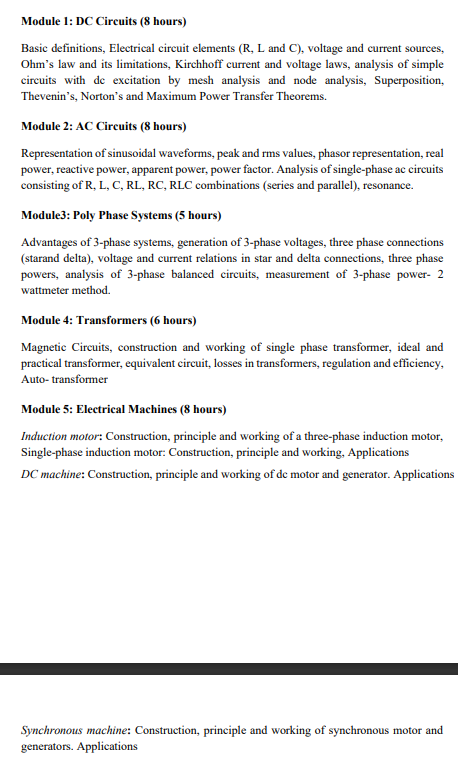 Module 1: DC Circuits (8 hours)
Basic definitions, Electrical circuit elements (R, L and C), voltage and current sources,
Ohm's law and its limitations, Kirchhoff current and voltage laws, analysis of simple
circuits with dc excitation by mesh analysis and node analysis, Superposition,
Thevenin's, Norton's and Maximum Power Transfer Theorems.
Module 2: AC Circuits (8 hours)
Representation of sinusoidal waveforms, peak and rms values, phasor representation, real
power, reactive power, apparent power, power factor. Analysis of single-phase ac circuits
consisting of R, L, C, RL, RC, RLC combinations (series and parallel), resonance.
Module3: Poly Phase Systems (5 hours)
Advantages of 3-phase systems, generation of 3-phase voltages, three phase connections
(starand delta), voltage and current relations in star and delta connections, three phase
powers, analysis of 3-phase balanced circuits, measurement of 3-phase power- 2
wattmeter method.
Module 4: Transformers (6 hours)
Magnetic Circuits, construction and working of single phase transformer, ideal and
practical transformer, equivalent circuit, losses in transformers, regulation and efficiency,
Auto- transformer
Module 5: Electrical Machines (8 hours)
Induction motor: Construction, principle and working of a three-phase induction motor,
Single-phase induction motor: Construction, principle and working, Applications
DC machine: Construction, principle and working of dc motor and generator. Applications
Synchronous machine: Construction, principle and working of synchronous motor and
generators. Applications